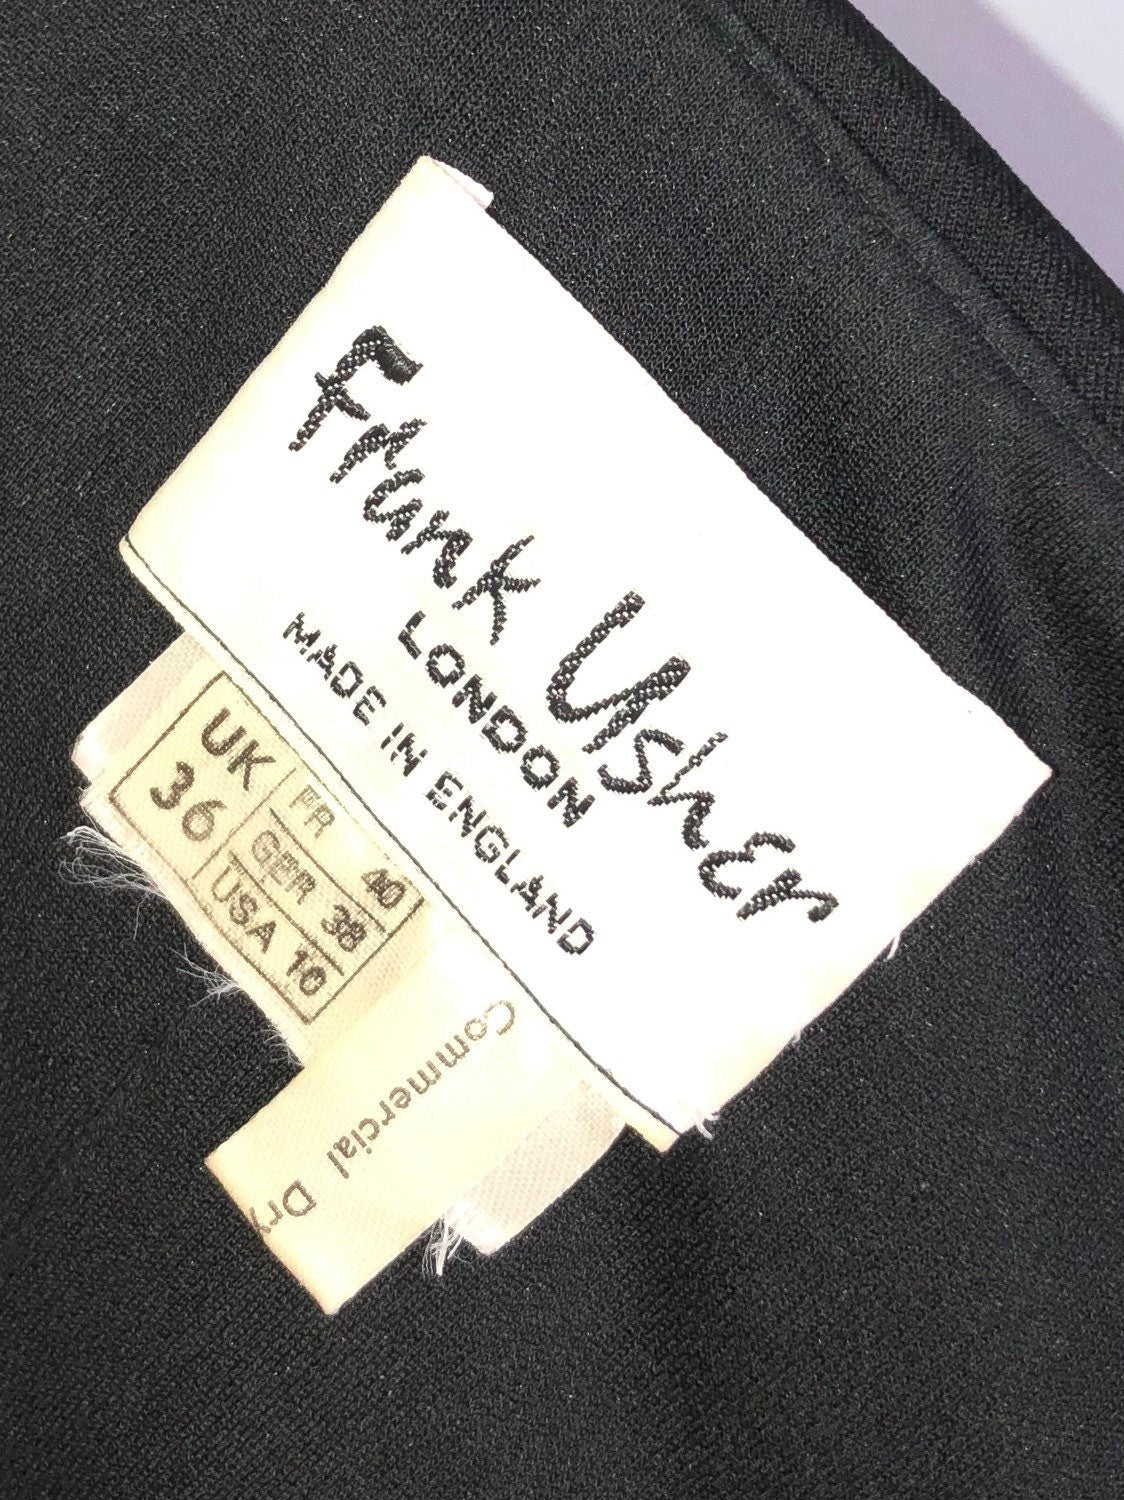 Frank Usher
LONDON
MADE IN ENGLAND
UK
36
FR 40
GER 38
USA 10
Commercial Dry